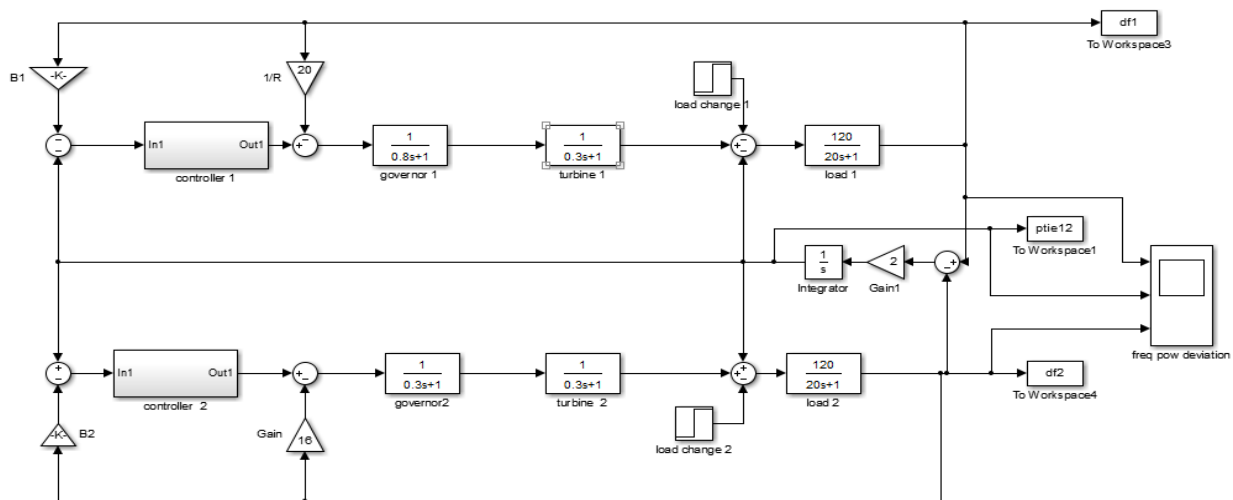 df1
To Workspace3
B1
-K-
1/R
20
load change 1
In1
Out1
controller 1
1
0.8s+1
governor 1
1
0.3s+1
turbine 1
120
20s+1
load 1
ptie12
To Workspace1
1
s
Integrator
2
Gain1
freq pow deviation
In1
Out1
controller 2
1
0.3s+1
governor2
1
0.3s+1
turbine 2
120
20s+1
load 2
df2
To Workspace4
-K-
B2
Gain
16
load change 2